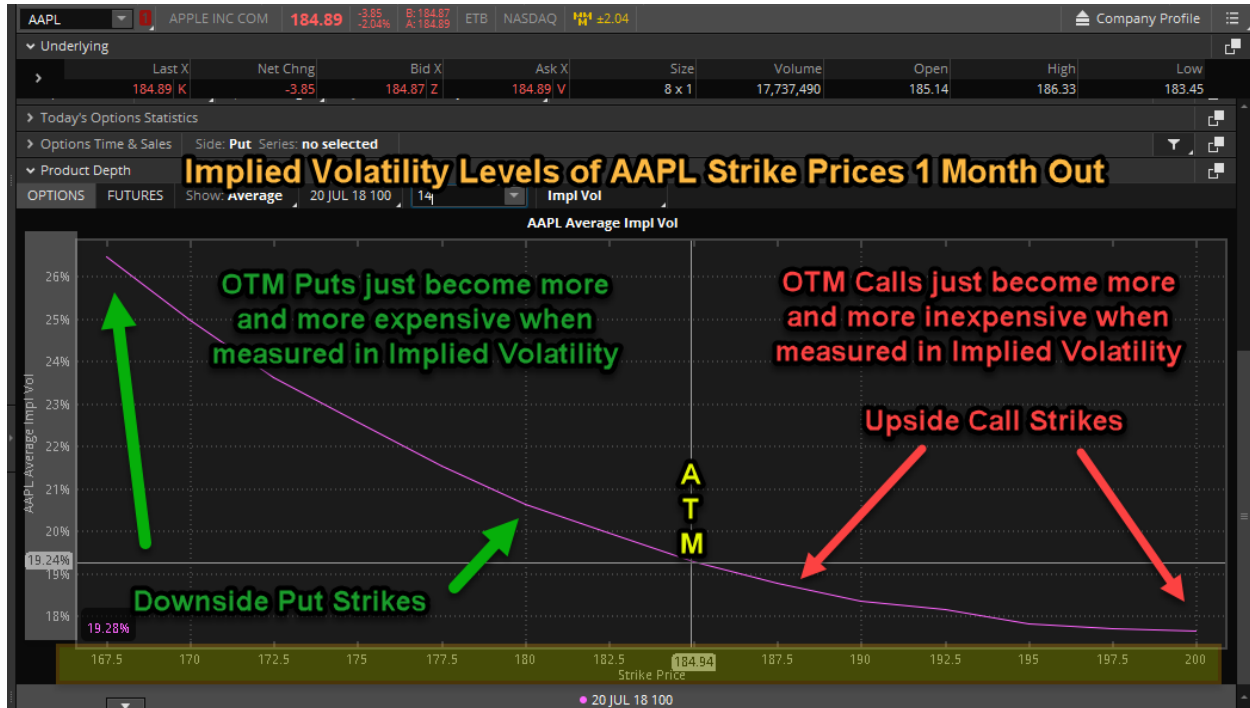 AAPL APPLE INC COM 184.89 -3.85 B: 184.87 ETB NASDAQ ±2.04 Company Profile
-2.04% A: 184.89
Underlying
Last X Net Chng Bid X Ask X Size Volume Open High Low
184.89 K -3.85 184.87 Z 184.89 V 8 x 1 17,737,490 185.14 186.33 183.45
Today's Options Statistics
Options Time & Sales Side: Put Series: no selected
Product Depth
Implied Volatility Levels of AAPL Strike Prices 1 Month Out
OPTIONS FUTURES Show: Average 20 JUL 18 100 14 Impl Vol
AAPL Average Impl Vol
26%
25%
24%
23%
22%
21%
20%
19.24%
19%
18%
AAPL Average Impl Vol
OTM Puts just become more
and more expensive when
measured in Implied Volatility
OTM Calls just become more
and more inexpensive when
measured in Implied Volatility
Upside Call Strikes
A
T
M
Downside Put Strikes
19.28%
167.5 170 172.5 175 177.5 180 182.5 184.94 187.5 190 192.5 195 197.5 200
Strike Price
20 JUL 18 100